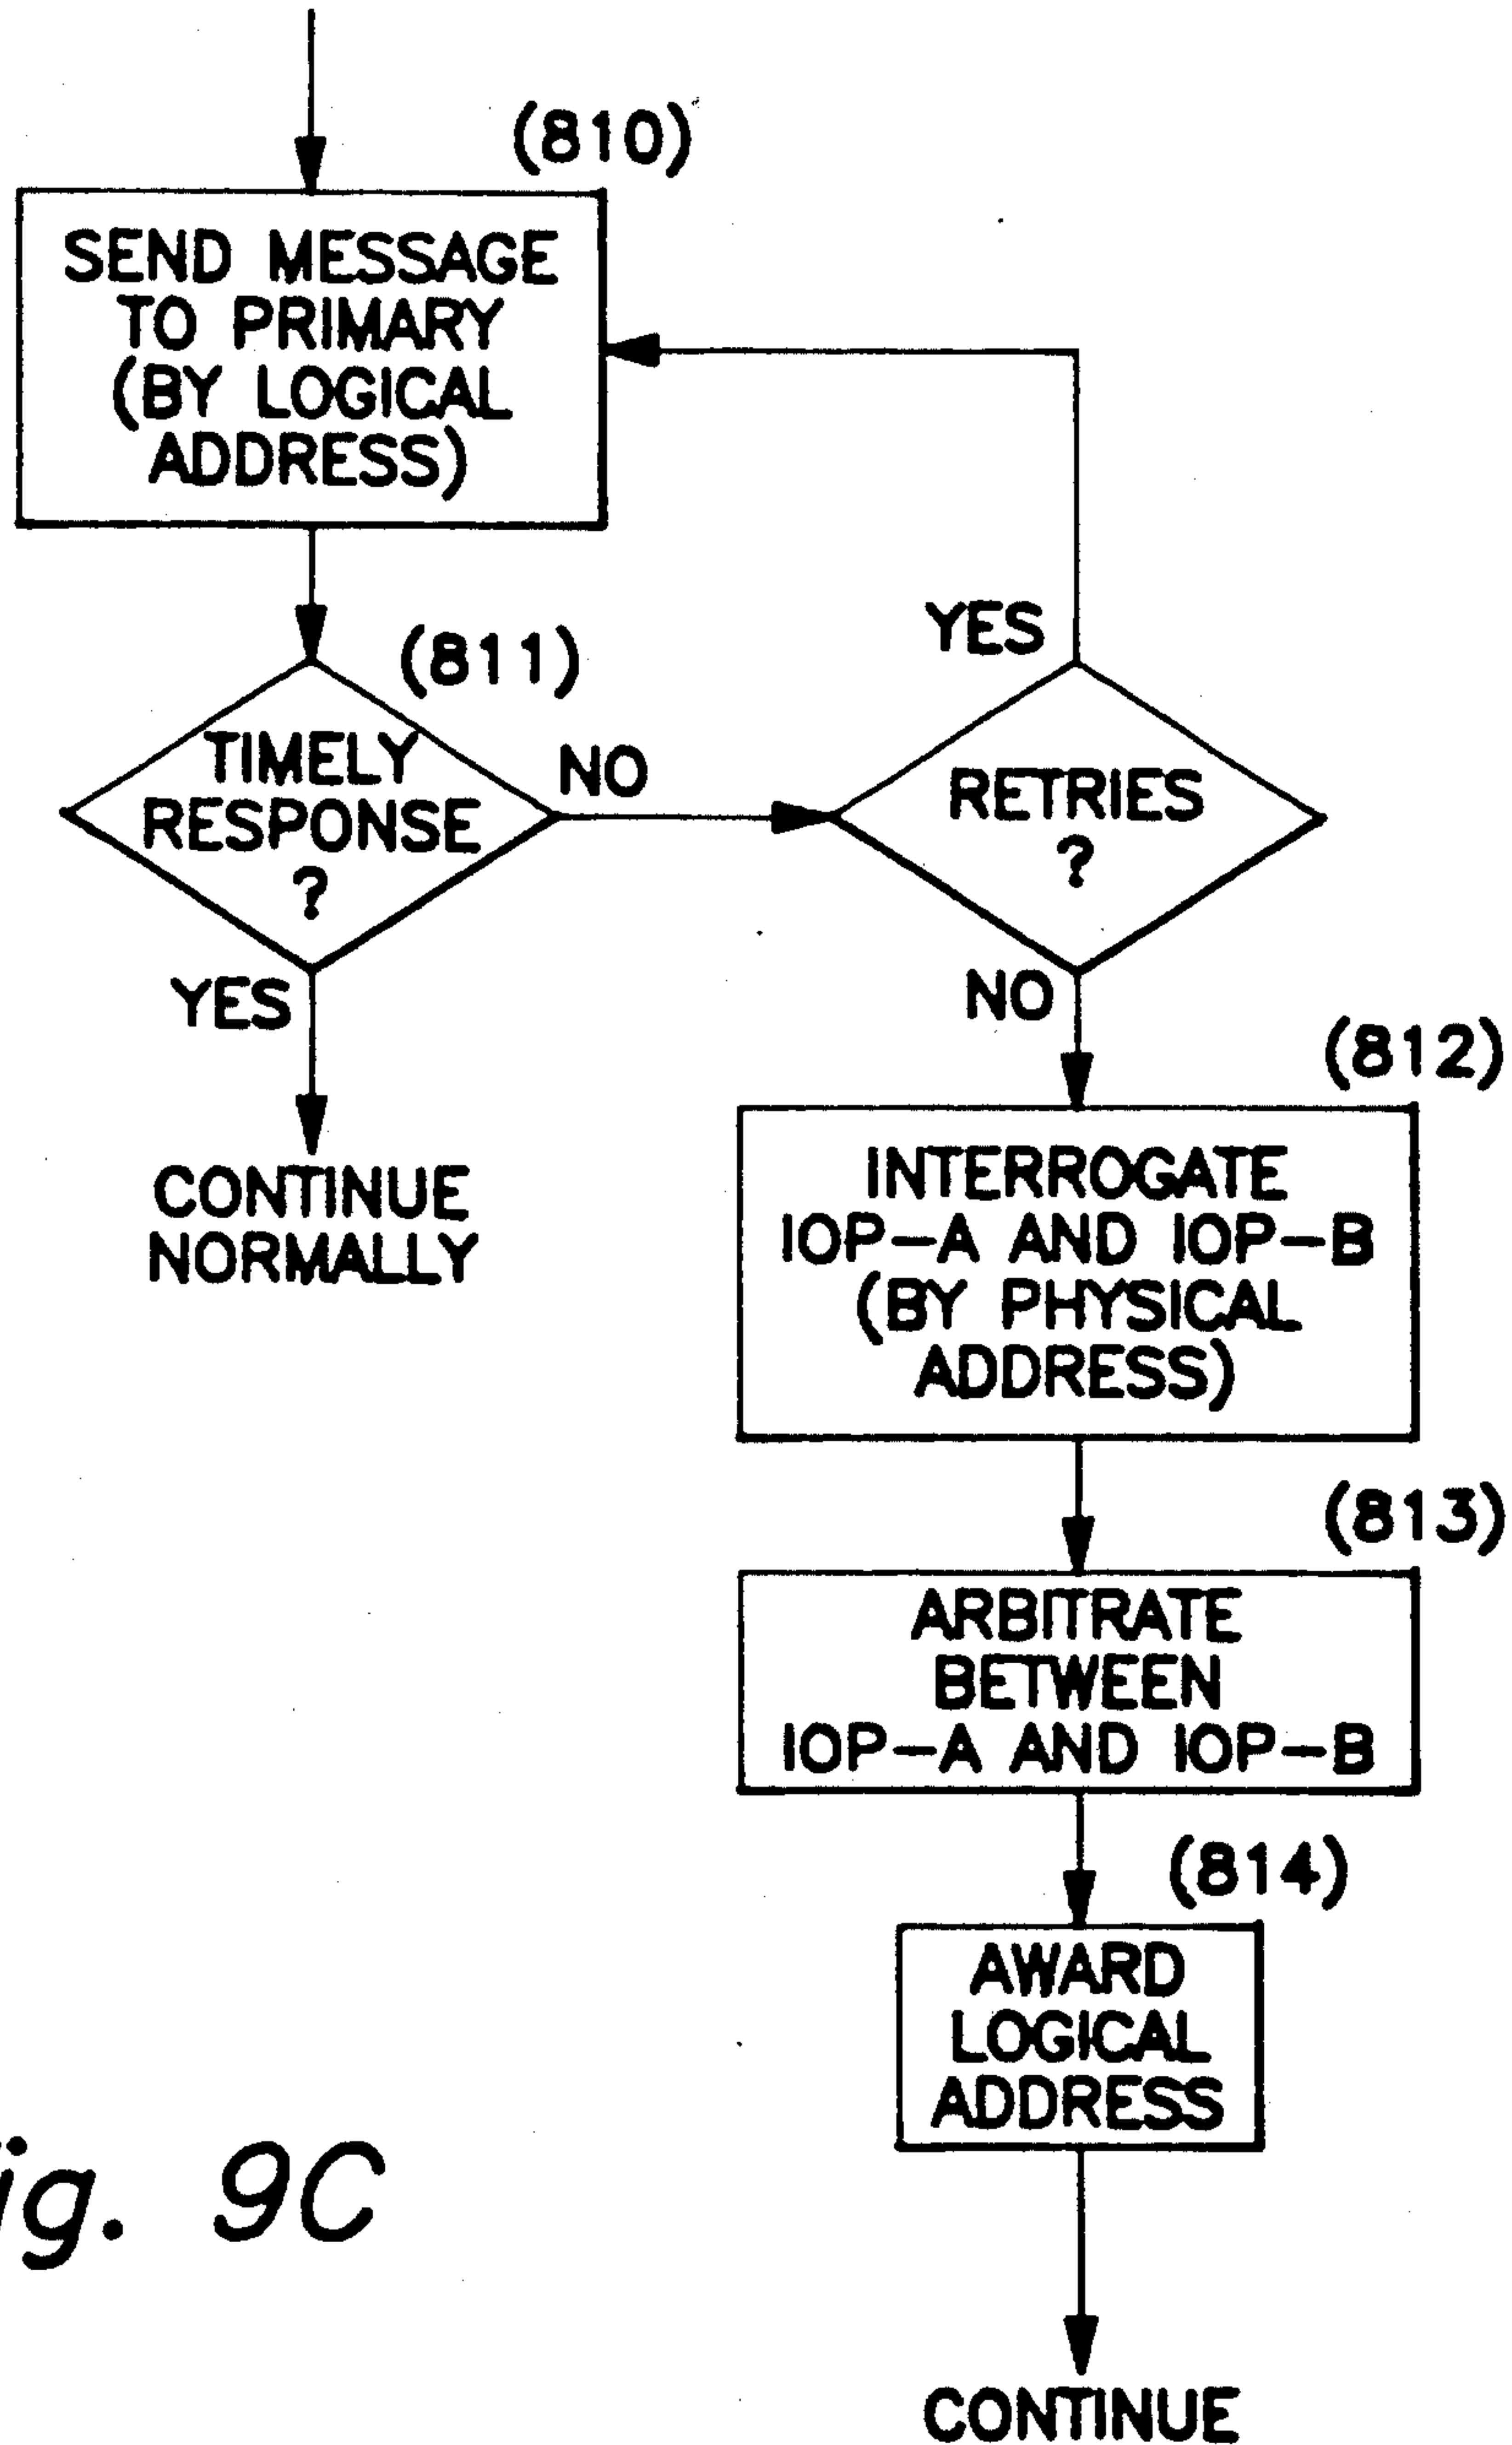 (810)
SEND MESSAGE
TO PRIMARY
(BY LOGICAL
ADDRESS)
(811)
TIMELY
RESPONSE
?
NO
YES
CONTINUE
NORMALLY
YES
RETRIES
?
NO
(812)
INTERROGATE
IOP-A AND IOP-B
(BY PHYSICAL
ADDRESS)
(813)
ARBITRATE
BETWEEN
IOP-A AND IOP-B
(814)
AWARD
LOGICAL
ADDRESS
CONTINUE
ig. 9C